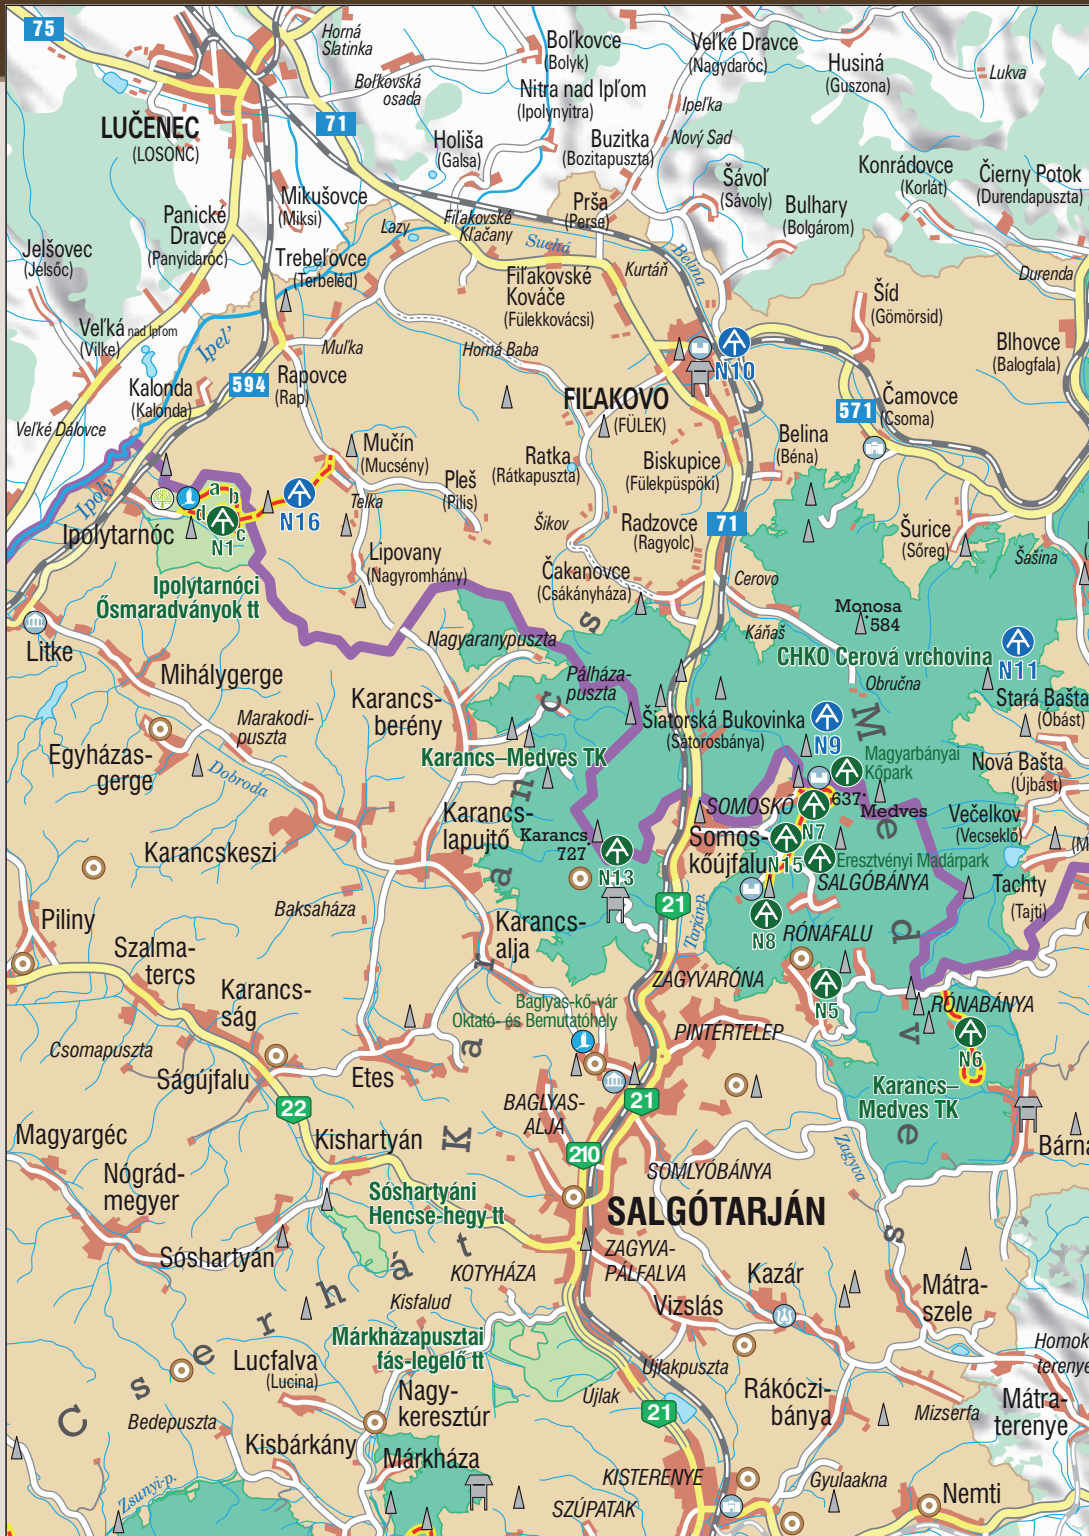 75
Horná
Slatinka
Boľkovce
(Bolyk)
Veľké Dravce
(Nagydaróc)
Husiná
(Guszona)
Lukva
Boľkovská
osada
Nitra nad Ipľom
(Ipolynyitra)
Ipeľka
71
LUČENEC
(LOSONC)
Holiša
(Galsa)
Buzitka
(Bozitapuszta)
Nový Sad
Konrádovce
(Korlát)
Čierny Potok
(Durendapuszta)
Šávoľ
(Sávoly)
Mikušovce
(Miksi)
Prša
(Perse)
Bulhary
(Bolgárom)
Panické
Dravce
(Panyidaróc)
Lazy
Fiľakovské
Kľačany
Suchá
Belina
Jelšovec
(Jelsőc)
Trebeľovce
(Terbeléd)
Kurtáň
Fiľakovské
Kováče
(Fülekkovácsi)
Durenda
Šíd
(Gömörsid)
Veľká nad Ipľom
(Vilke)
Ipeľ'
Muľka
Horná Baba
Blhovce
(Balogfala)
N10
Kalonda
(Kalonda)
594
Rapovce
(Rap)
FIĽAKOVO
(FÜLEK)
571
Čamovce
(Csoma)
Veľké Dálovce
Mučín
(Mucsény)
Ratka
(Rátkapuszta)
Belina
(Béna)
Biskupice
(Fülekpüspöki)
Pleš
(Pilis)
Ipoly
a
b
d
c
N16
Telka
Šikov
Radzovce
(Ragyolc)
71
Ipolytarnóc
N1
Šurice
(Sőreg)
Lipovany
(Nagyromhány)
Šašina
Ipolytarnóci
Ősmaradványok tt
Čakanovce
(Csákányháza)
Cerovo
Monosa
584
Litke
Nagyaranypuszta
Káňaš
CHKO Cerová vrchovina
N11
Mihálygerge
Pálháza-
puszta
Obručna
Stará Bašta
(Óbást)
Karancs-
berény
Marakodi-
puszta
Šiatorská Bukovinka
(Sátorosbánya)
N9
Egyházas-
gerge
Dobroda
Karancs–Medves TK
Magyarbányai
Kőpark
Nová Bašta
(Újbást)
637
Medves
Karancs-
lapujtő
SOMOSKŐ
N7
Večelkov
(Vecseklő)
Karancs
727
Somos-
kőújfalu
N15
Karancskeszi
N13
Eresztvényi Madárpark
SALGÓBÁNYA
Tachty
(Tajti)
Baksaháza
21
Piliny
Karancs-
alja
Tarján-p.
N8
RÓNAFALU
Szalma-
tercs
ZAGYVARÓNA
Karancs-
ság
N5
Baglyas-kő-vár
Oktató- és Bemutatóhely
RÓNABÁNYA
PINTÉRTELEP
Csomapuszta
N6
Ságújfalu
Etes
Karancs–
Medves TK
22
BAGLYAS-
ALJA
21
Magyargéc
Kishartyán
210
Zagyva
Bárna
Nógrád-
megyer
SOMLYÓBÁNYA
Sóshartyáni
Hencse-hegy tt
SALGÓTARJÁN
Sóshartyán
KOTYHÁZA
ZAGYVA-
PÁLFALVA
Kazár
Mátra-
szele
Kisfalud
Vizslás
Márkházapusztai
fás-legelő tt
Homok-
terenye
Lucfalva
(Lucina)
Újlakpuszta
Nagy-
keresztúr
Újlak
Rákóczi-
bánya
Mátra-
terenye
Bedepuszta
21
Mizserfa
Kisbárkány
Márkháza
KISTERENYE
Gyulaakna
Zsunyi-p.
SZÚPATAK
Nemti
Karancs
Medves
Cserhát